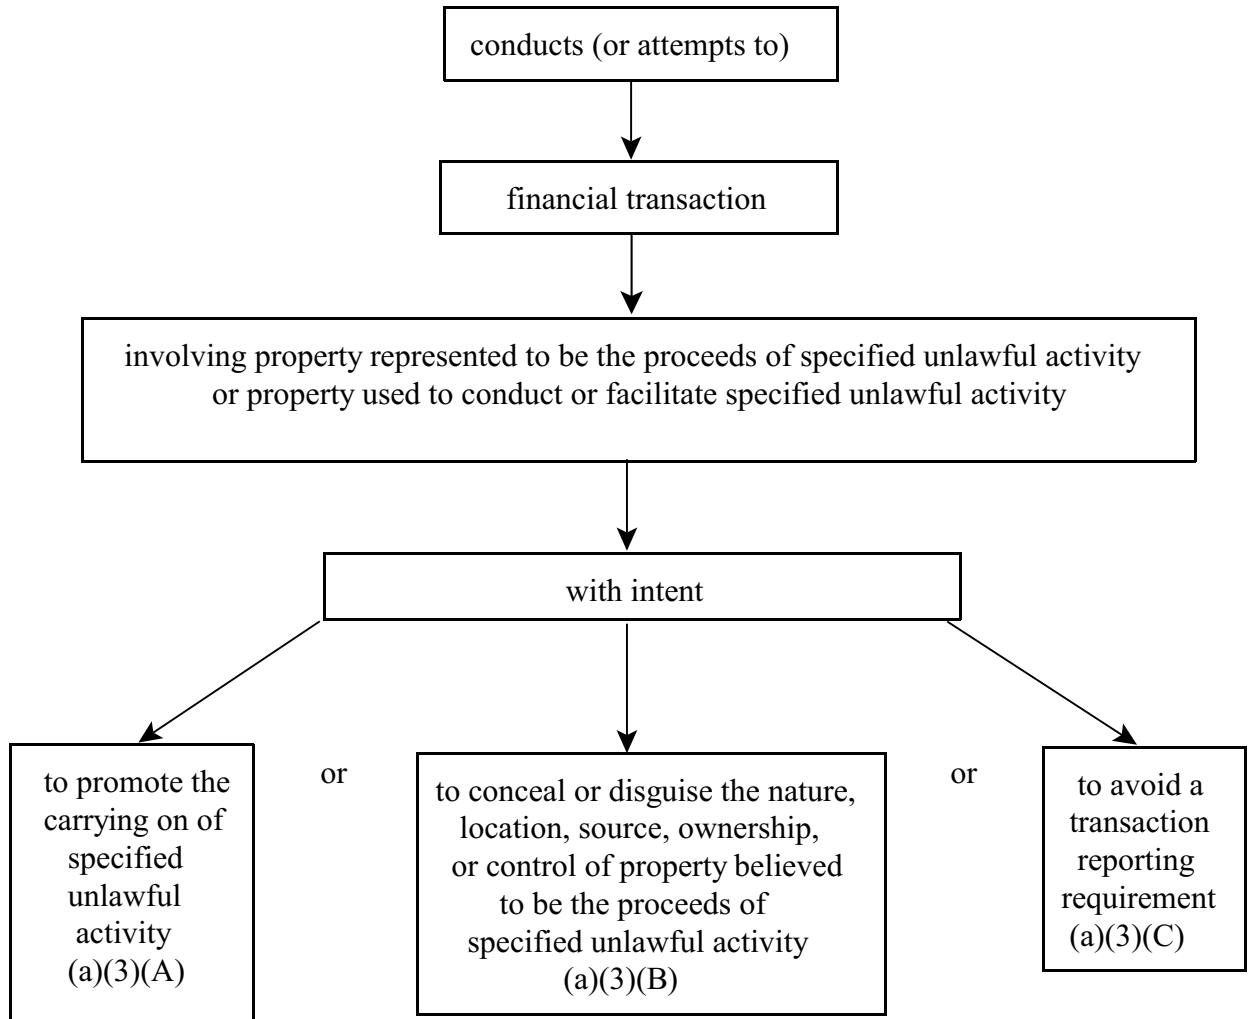 conducts (or attempts to)
financial transaction
involving property represented to be the proceeds of specified unlawful activity
or property used to conduct or facilitate specified unlawful activity
with intent
to promote the
carrying on of
specified
unlawful
activity
(a)(3)(A)
or
to conceal or disguise the nature,
location, source, ownership,
or control of property believed
to be the proceeds of
specified unlawful activity
(a)(3)(B)
or
to avoid a
transaction
reporting
requirement
(a)(3)(C)